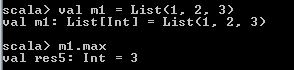 scala> val m1 = List(1, 2, 3)
val m1: List[Int] = List(1, 2, 3)
scala> m1.max
val res5: Int = 3